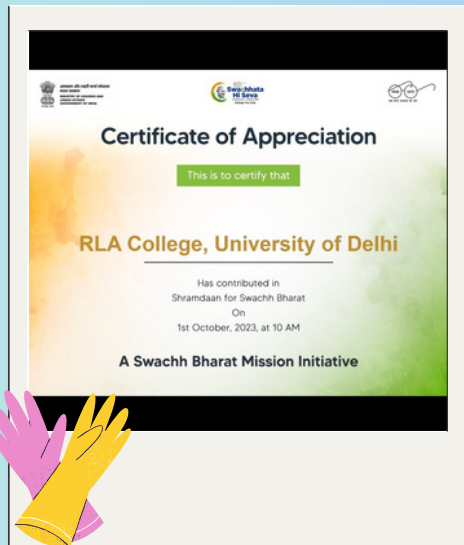 Swachhata
Hi Seva
Certificate of Appreciation
This is to certify that
RLA College, University of Delhi
Has contributed in
Shramdaan for Swachh Bharat
On
1st October, 2023, at 10 AM
A Swachh Bharat Mission Initiative